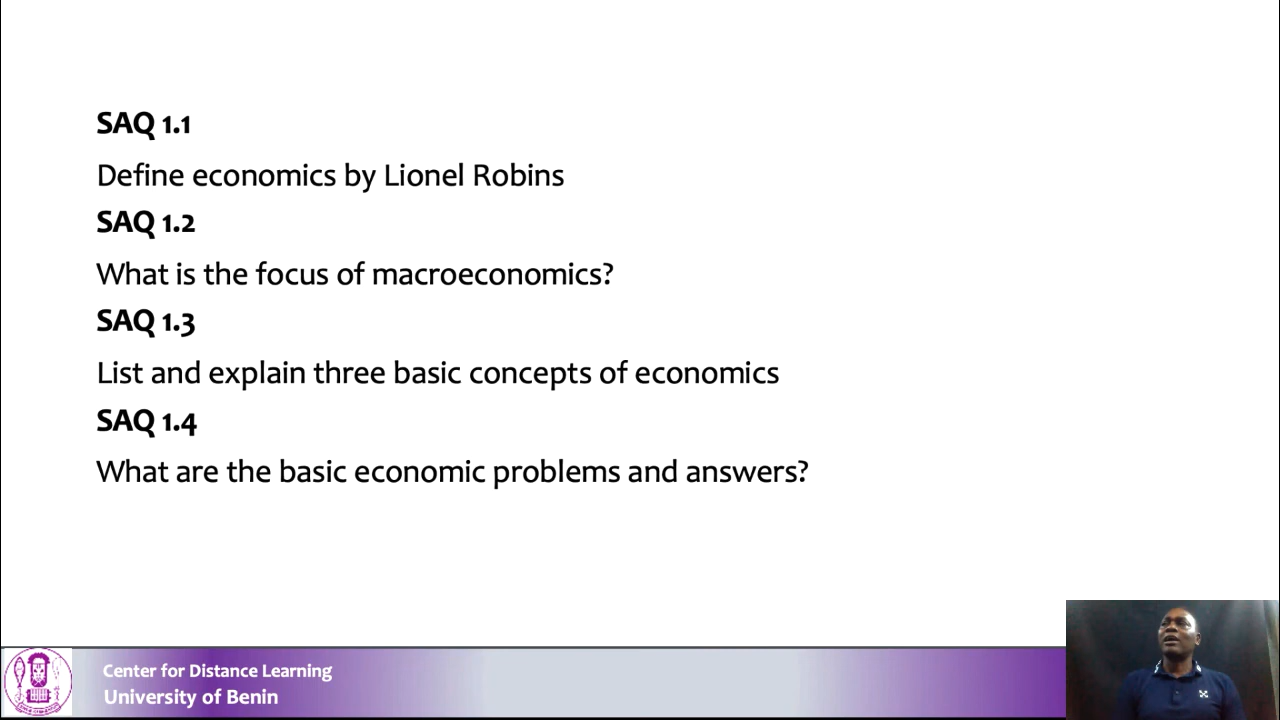 SAQ 1.1
Define economics by Lionel Robins
SAQ 1.2
What is the focus of macroeconomics?
SAQ 1.3
List and explain three basic concepts of economics
SAQ 1.4
What are the basic economic problems and answers?
Center for Distance Learning
University of Benin